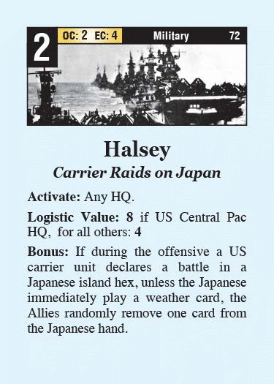 2 OC: 2 EC: 4 Military 72
Halsey
Carrier Raids on Japan
Activate: Any HQ.
Logistic Value: 8 if US Central Pac
HQ, for all others: 4
Bonus: If during the offensive a US
carrier unit declares a battle in a
Japanese island hex, unless the Japanese
immediately play a weather card, the
Allies randomly remove one card from
the Japanese hand.